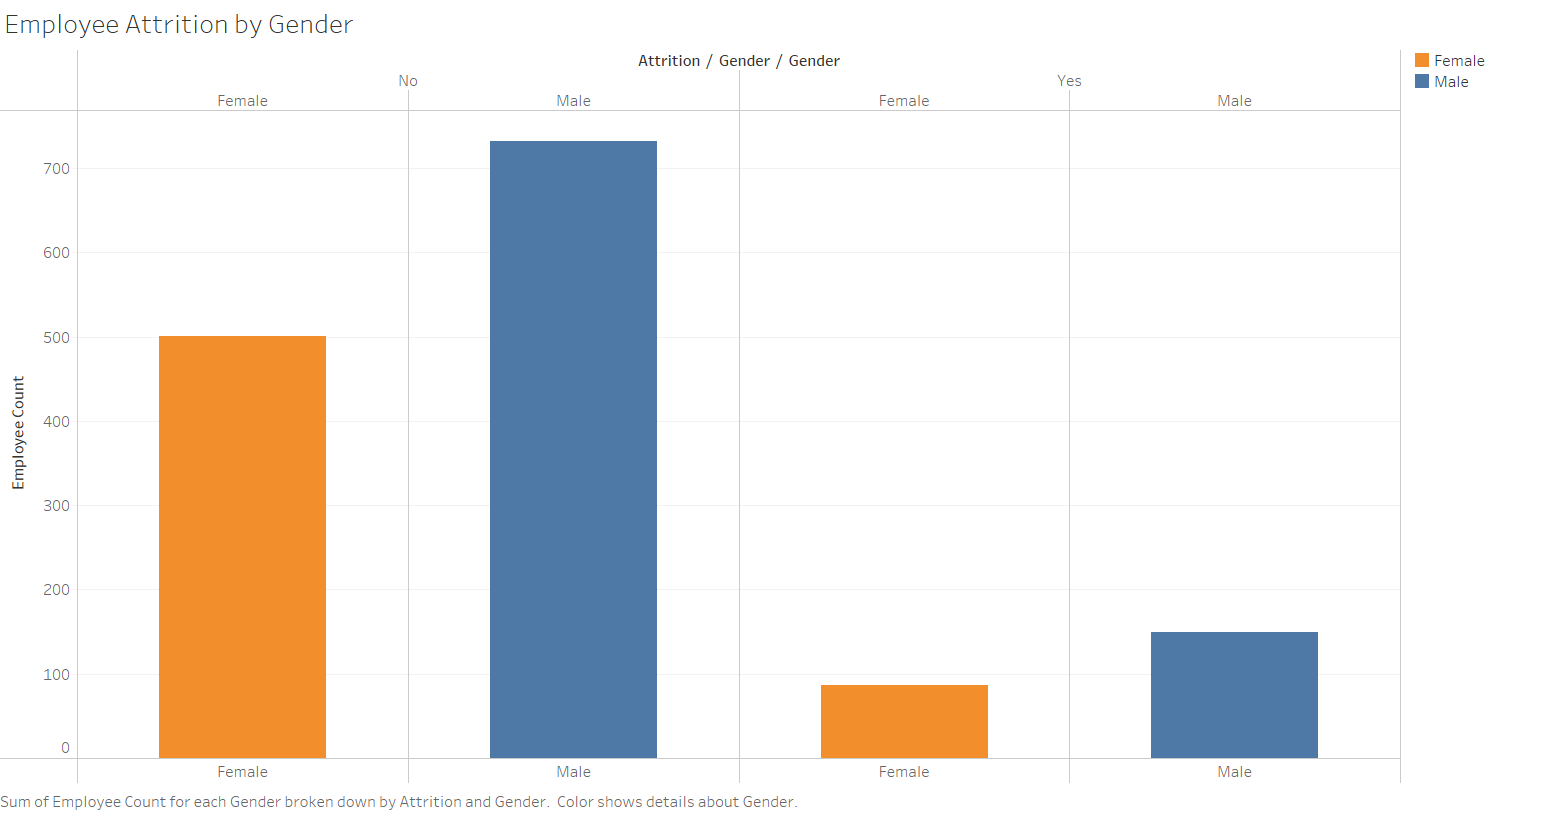 Employee Attrition by Gender
Attrition / Gender / Gender
No Yes
Female Male Female Male
Female
Male
700
600
500
400
300
200
100
0
Employee Count
Female Male Female Male
Sum of Employee Count for each Gender broken down by Attrition and Gender. Color shows details about Gender.